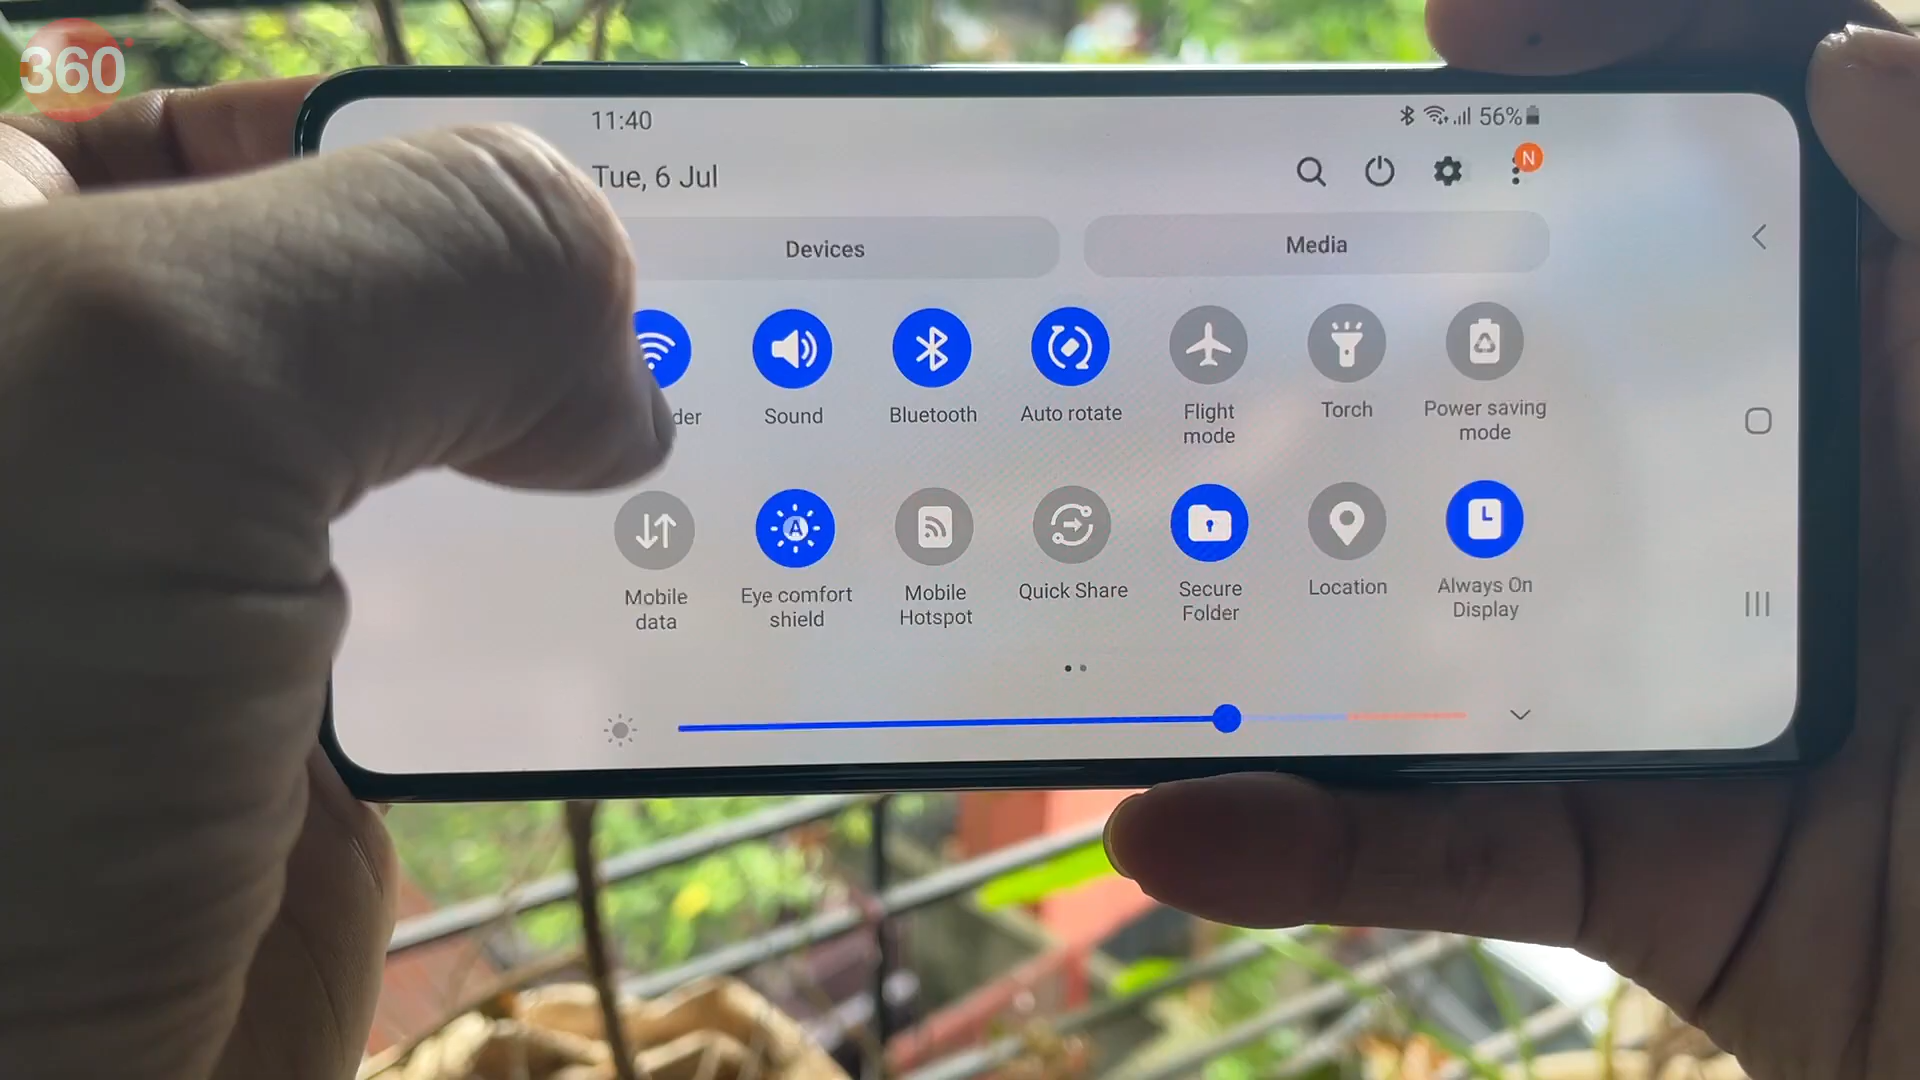 360
11:40
56%
Tue, 6 Jul
N
Devices
Media
der
Sound
Bluetooth
Auto rotate
Flight
mode
Torch
Power saving
mode
A
Mobile
data
Eye comfort
shield
Mobile
Hotspot
Quick Share
Secure
Folder
Location
Always On
Display